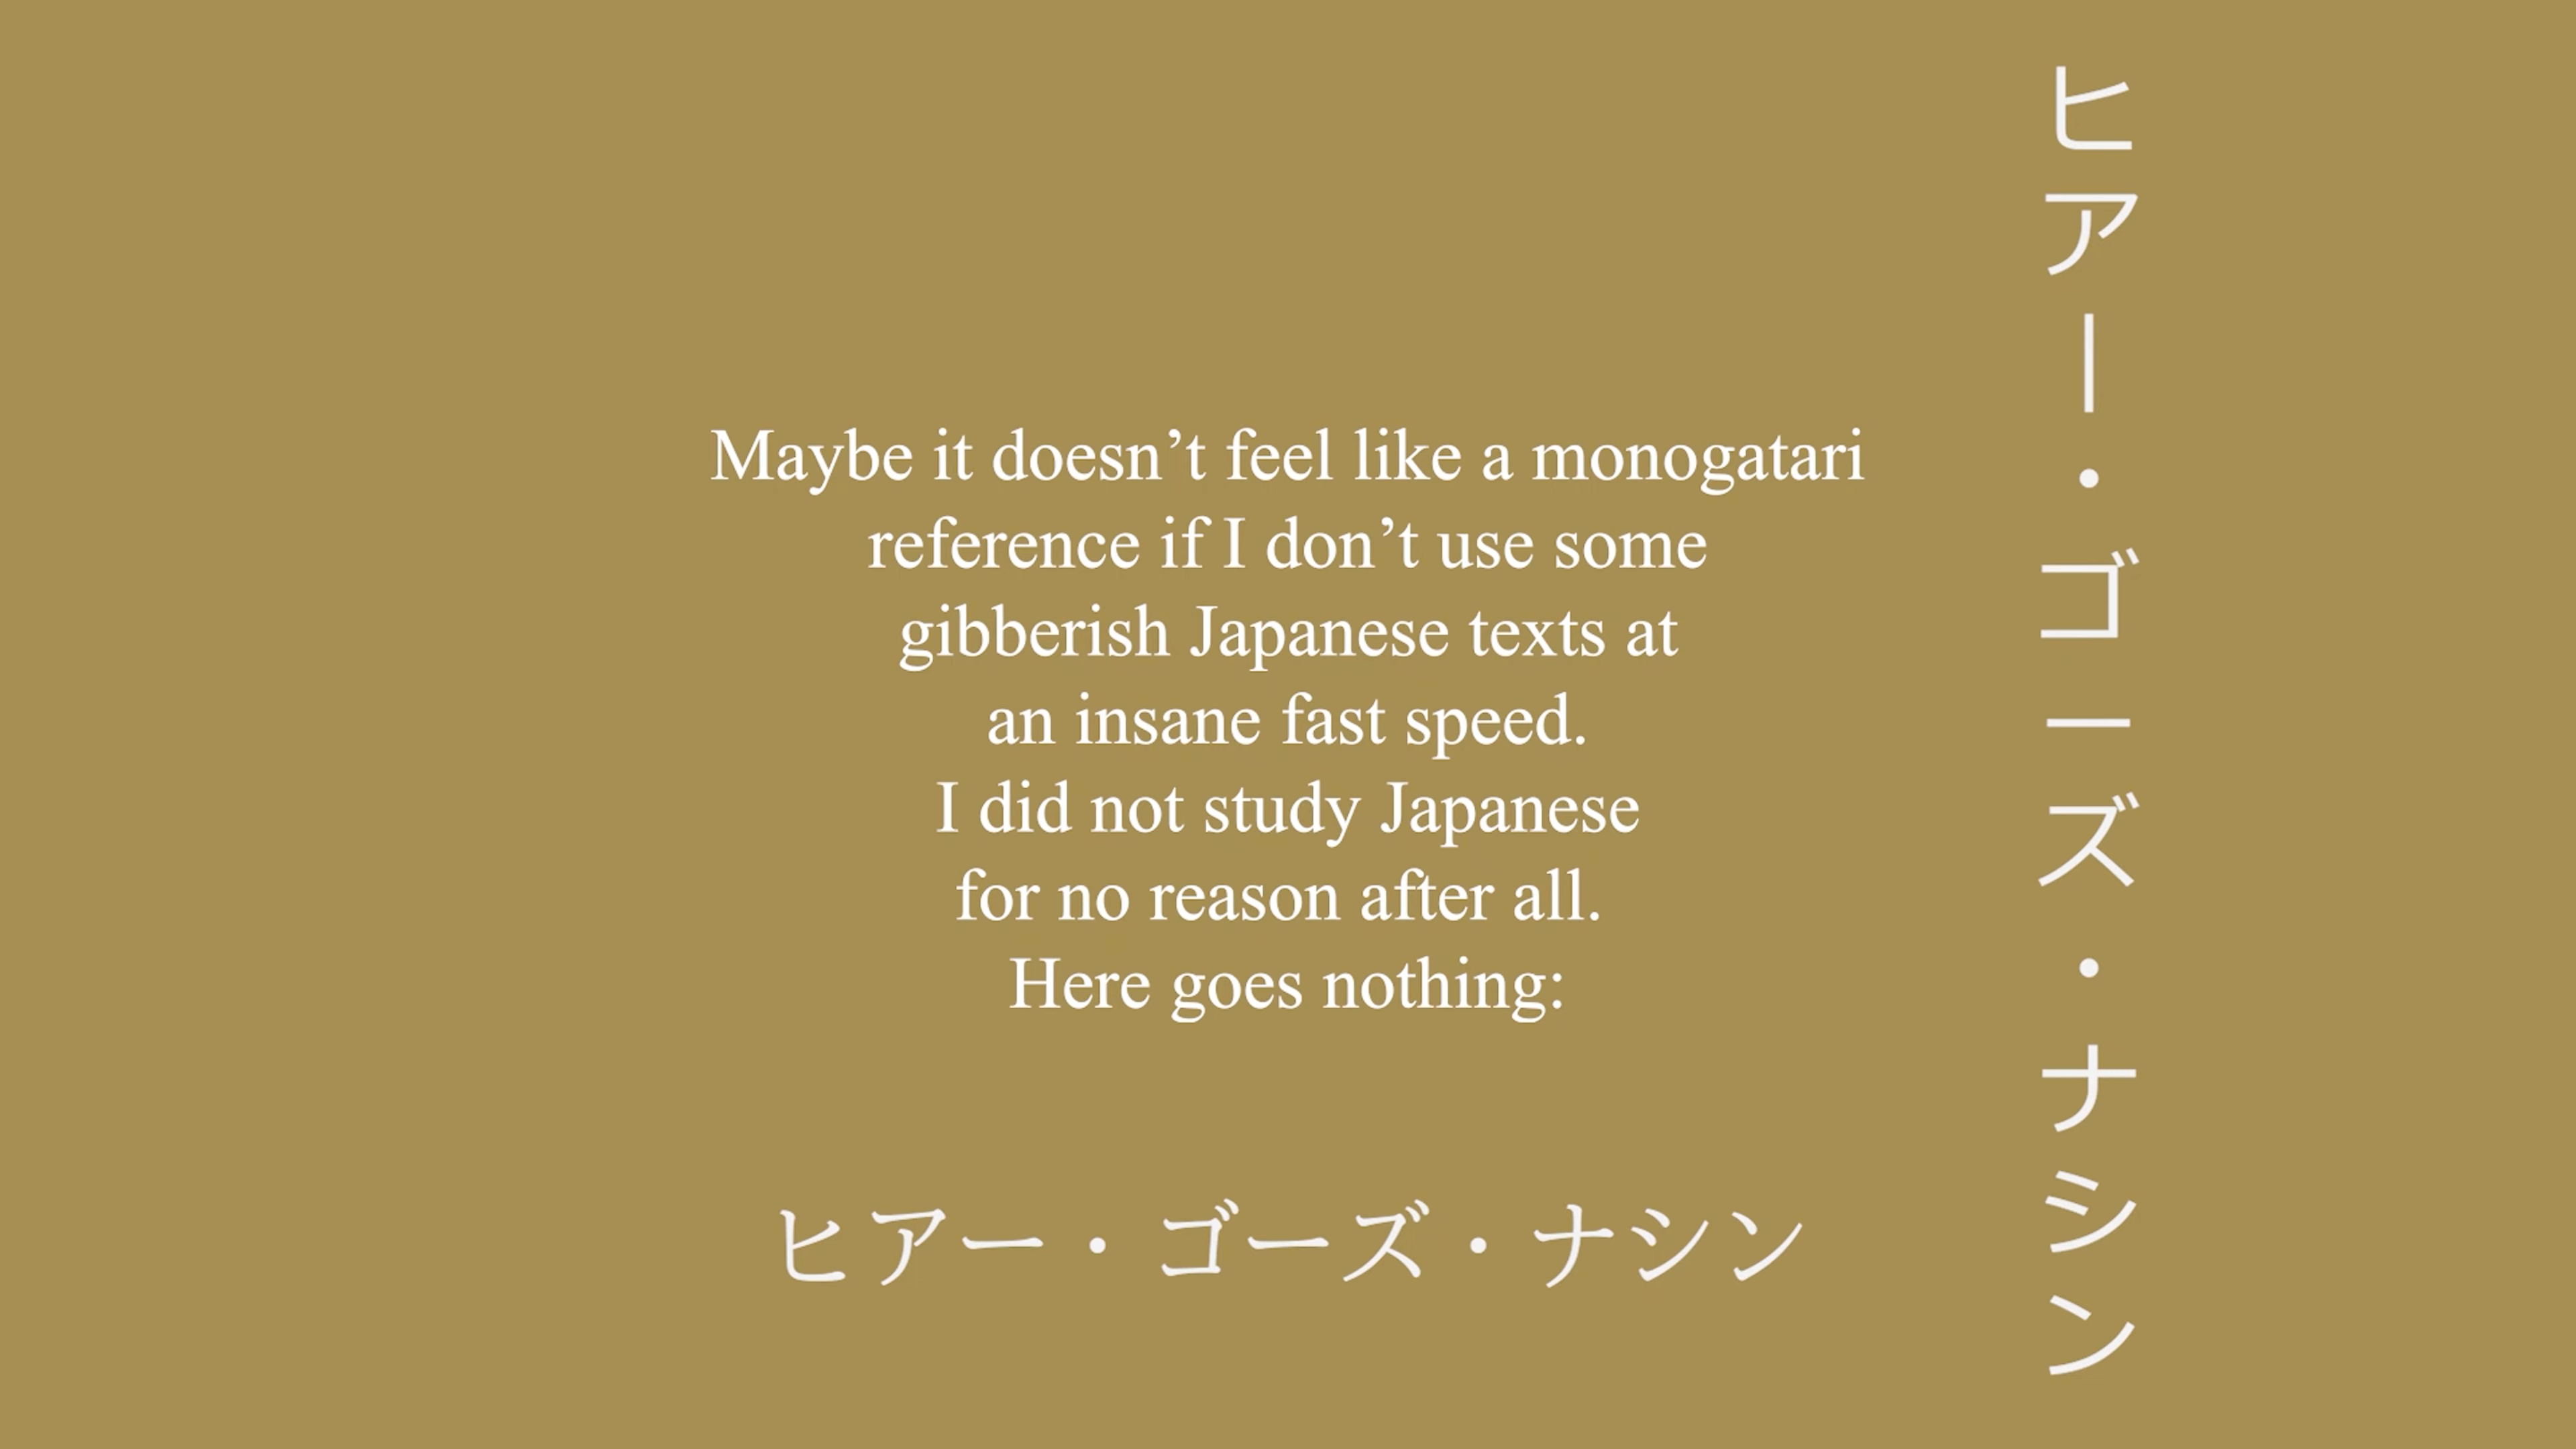 Maybe it doesn’t feel like a monogatari
reference if I don’t use some
gibberish Japanese texts at
an insane fast speed.
I did not study Japanese
for no reason after all.
Here goes nothing:
ヒアー・ゴーズ・ナシン
ヒアー・ゴーズ・ナシン